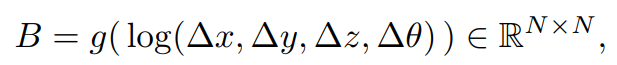 B = g( log(Δx, Δy, Δz, Δθ) ) ∈ ℝ^{N×N},